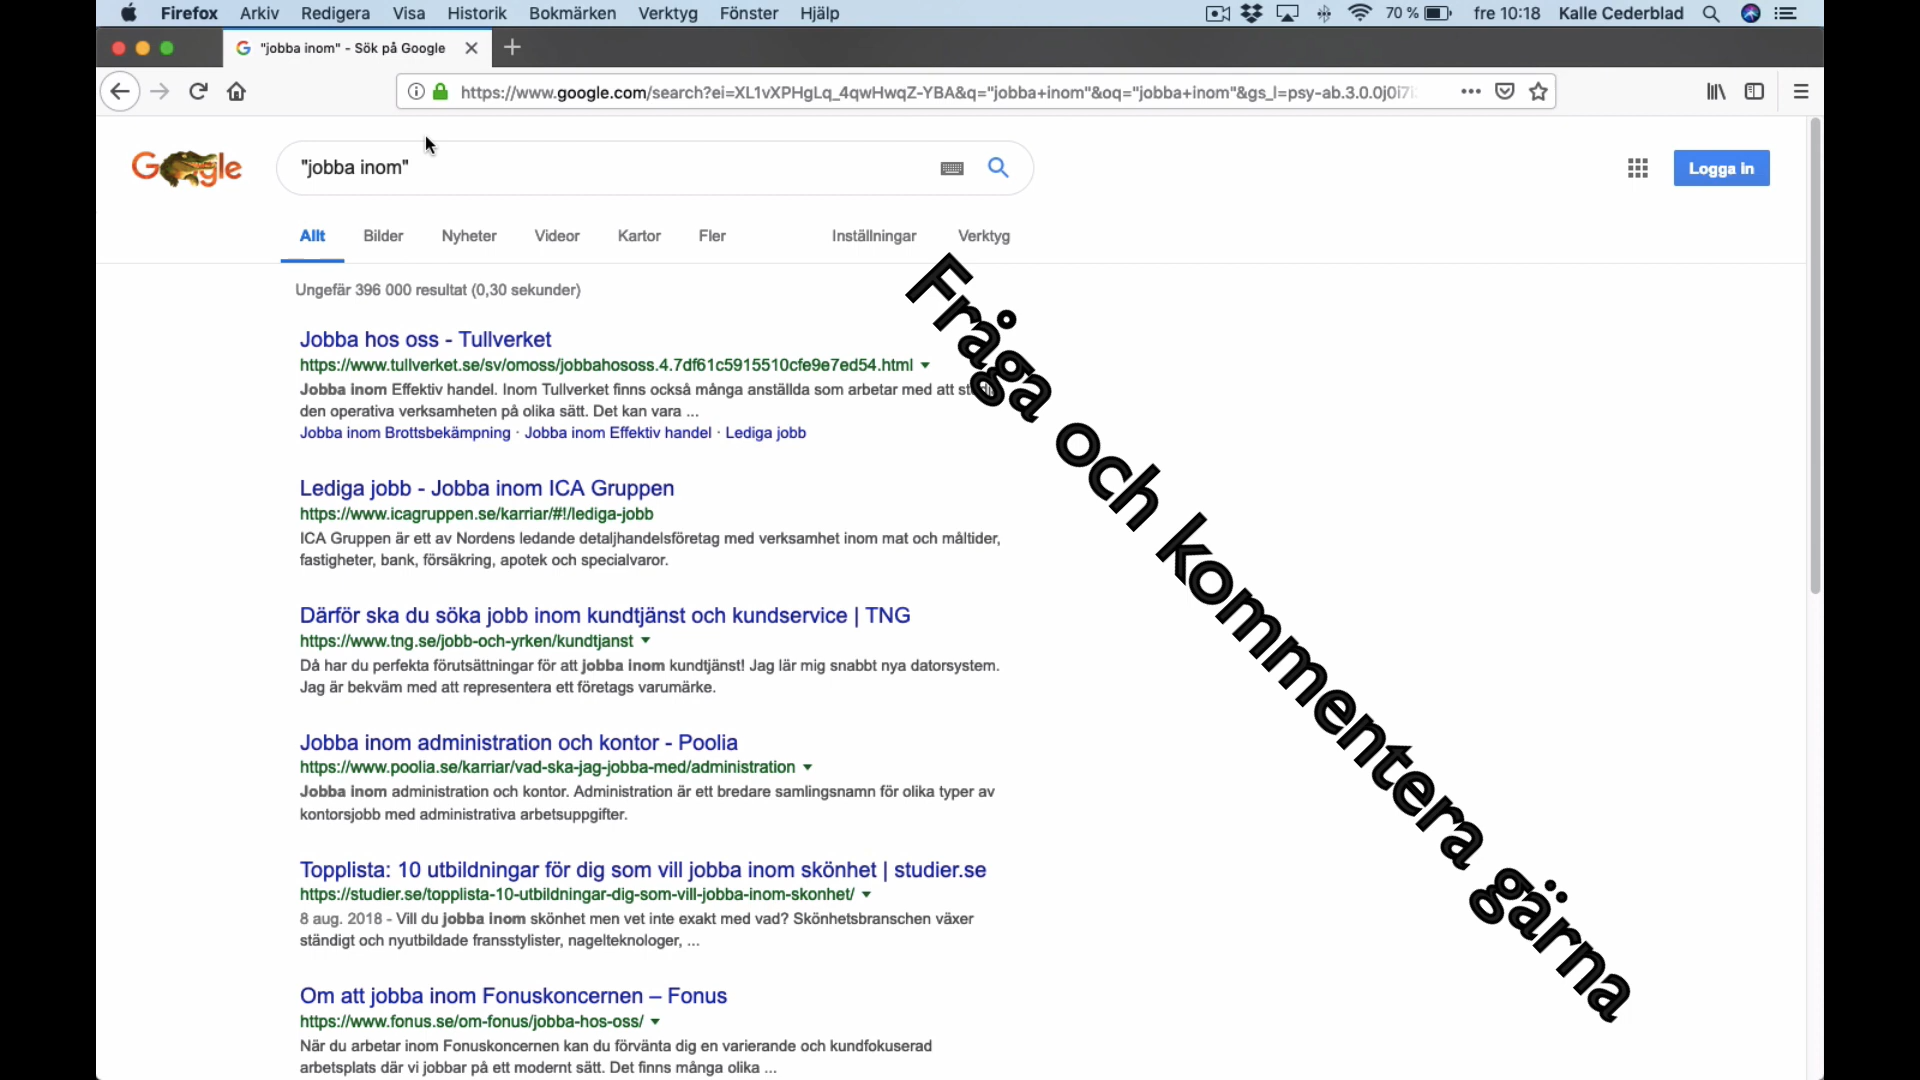 Firefox Arkiv Redigera Visa Historik Bokmärken Verktyg Fönster Hjälp 70 % fre 10:18 Kalle Cederblad
"jobba inom" - Sök på Google
https://www.google.com/search?ei=XL1vXPHgLq_4qwHwqZ-YBA&q="jobba+inom"&oq="jobba+inom"&gs_l=psy-ab.3.0.0j0i7i
Google
"jobba inom"
Logga in
Allt Bilder Nyheter Videor Kartor Fler Inställningar Verktyg
Ungefär 396 000 resultat (0,30 sekunder)
Fråga och kommentera gärna
Jobba hos oss - Tullverket
https://www.tullverket.se/sv/omoss/jobbahososs.4.7df61c5915510cfe9e7ed54.html
Jobba inom Effektiv handel. Inom Tullverket finns också många anställda som arbetar med att stödja
den operativa verksamheten på olika sätt. Det kan vara ...
Jobba inom Brottsbekämpning · Jobba inom Effektiv handel · Lediga jobb
Lediga jobb - Jobba inom ICA Gruppen
https://www.icagruppen.se/karriar/#!/lediga-jobb
ICA Gruppen är ett av Nordens ledande detaljhandelsföretag med verksamhet inom mat och måltider,
fastigheter, bank, försäkring, apotek och specialvaror.
Därför ska du söka jobb inom kundtjänst och kundservice | TNG
https://www.tng.se/jobb-och-yrken/kundtjanst
Då har du perfekta förutsättningar för att jobba inom kundtjänst! Jag lär mig snabbt nya datorsystem.
Jag är bekväm med att representera ett företags varumärke.
Jobba inom administration och kontor - Poolia
https://www.poolia.se/karriar/vad-ska-jag-jobba-med/administration
Jobba inom administration och kontor. Administration är ett bredare samlingsnamn för olika typer av
kontorsjobb med administrativa arbetsuppgifter.
Topplista: 10 utbildningar för dig som vill jobba inom skönhet | studier.se
https://studier.se/topplista-10-utbildningar-dig-som-vill-jobba-inom-skonhet/
8 aug. 2018 - Vill du jobba inom skönhet men vet inte exakt med vad? Skönhetsbranschen växer
ständigt och nyutbildade fransstylister, nagelteknologer, ...
Om att jobba inom Fonuskoncernen – Fonus
https://www.fonus.se/om-fonus/jobba-hos-oss/
När du arbetar inom Fonuskoncernen kan du förvänta dig en varierande och kundfokuserad
arbetsplats där vi jobbar på ett modernt sätt. Det finns många olika ...